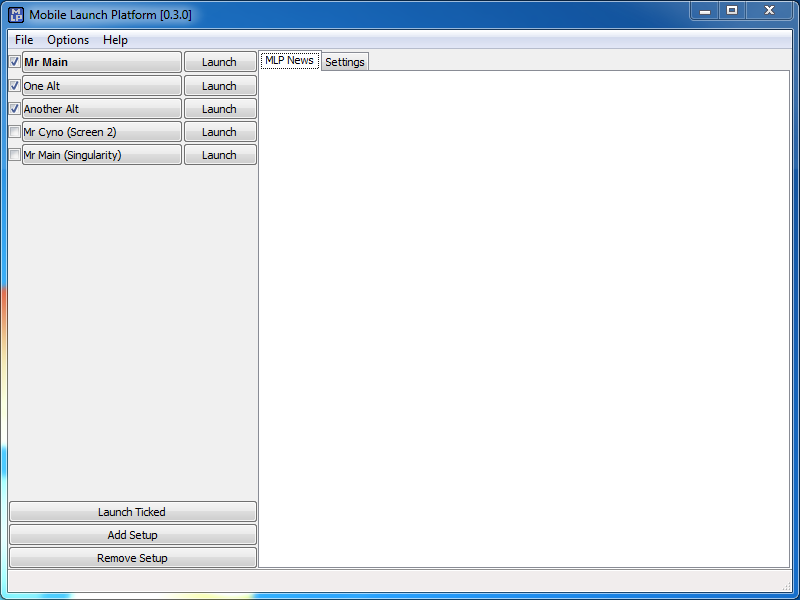 MLP
Mobile Launch Platform [0.3.0]
File Options Help
Mr Main Launch
One Alt Launch
Another Alt Launch
Mr Cyno (Screen 2) Launch
Mr Main (Singularity) Launch
MLP News Settings
Launch Ticked
Add Setup
Remove Setup